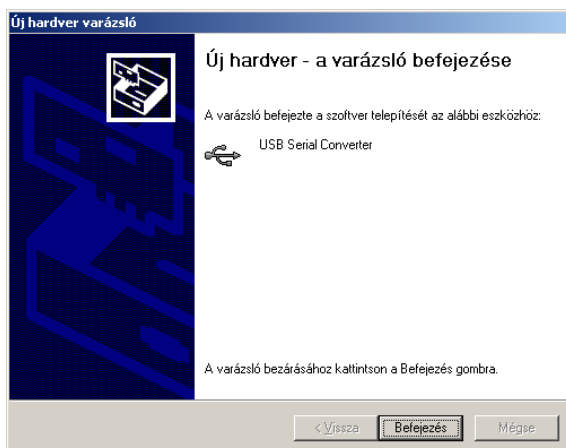 Új hardver varázsló
Új hardver - a varázsló befejezése
A varázsló befejezte a szoftver telepítését az alábbi eszközhöz:
USB Serial Converter
A varázsló bezárásához kattintson a Befejezés gombra.
< Vissza Befejezés Mégse